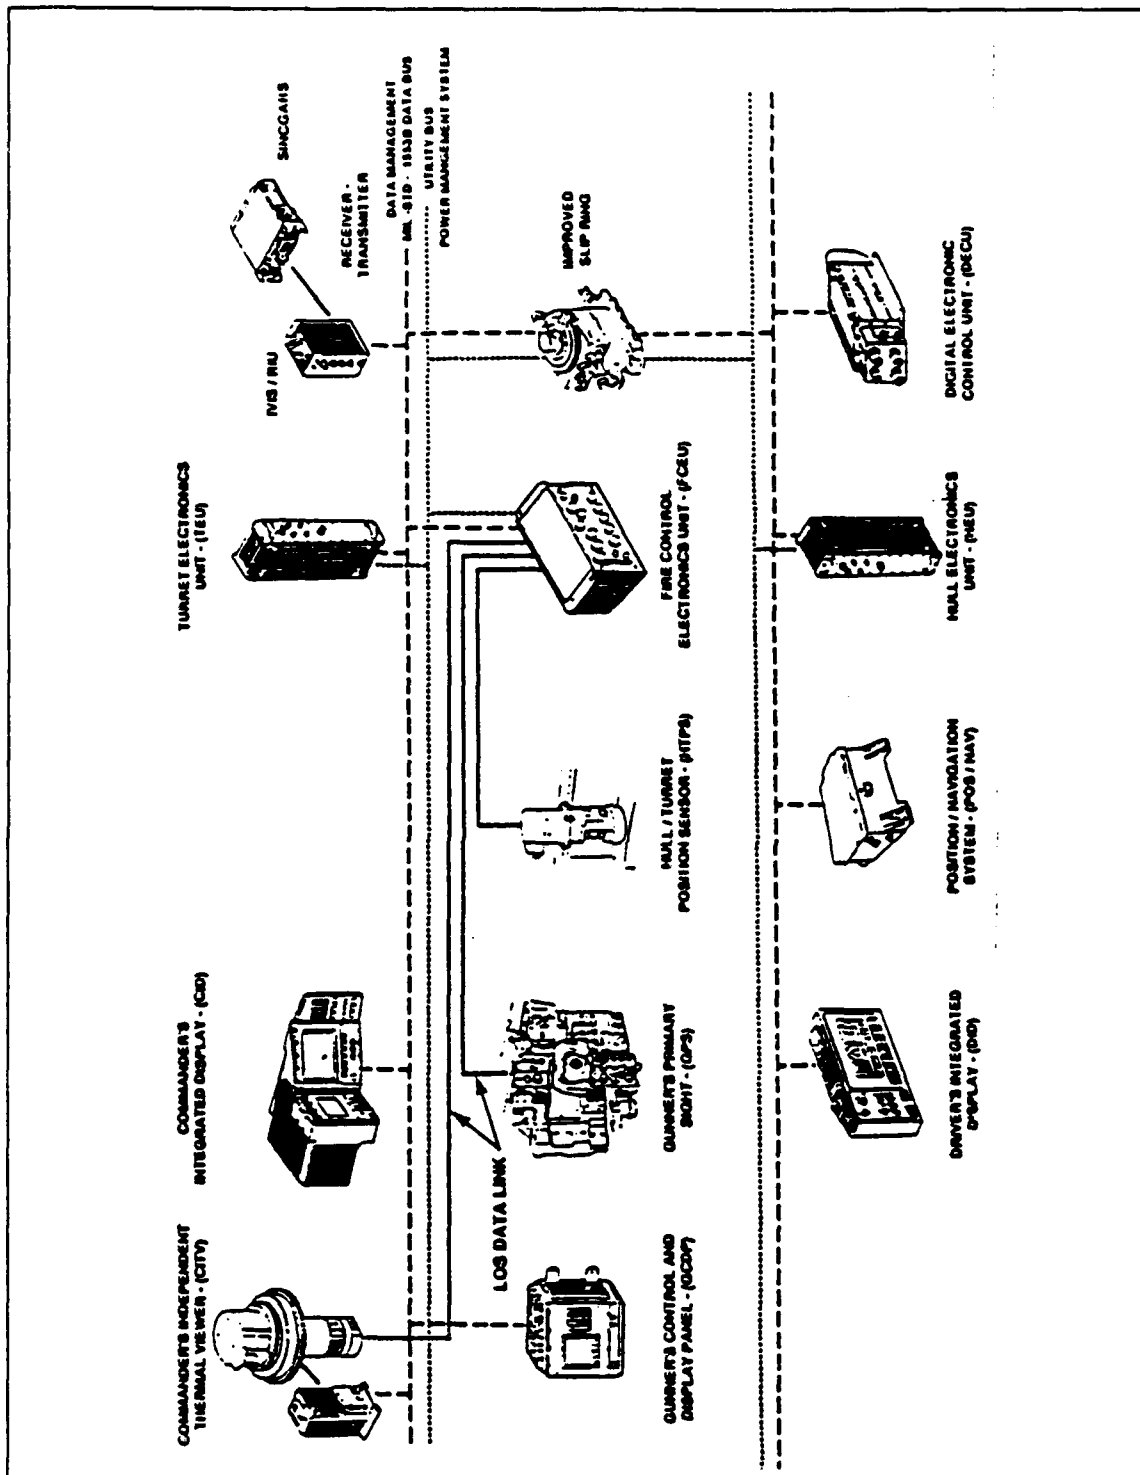 COMMANDER'S INDEPENDENT
THERMAL VIEWER - (CITV)
COMMANDER'S
INTEGRATED DISPLAY - (CID)
TURRET ELECTRONICS
UNIT - (TEU)
IVIS / RIU
SINCGARS
RECEIVER -
TRANSMITTER
DATA MANAGEMENT
MIL-STD - 1553B DATA BUS
UTILITY BUS
POWER MANGEMENT SYSTEM
LOS DATA LINK
GUNNER'S CONTROL AND
DISPLAY PANEL - (GCDP)
GUNNER'S PRIMARY
SIGHT - (GPS)
HULL / TURRET
POSITION SENSOR - (HTPS)
FIRE CONTROL
ELECTRONICS UNIT - (FCEU)
IMPROVED
SLIP RING
DRIVER'S INTEGRATED
DISPLAY - (DID)
POSITION / NAVIGATION
SYSTEM - (POS / NAV)
HULL ELECTRONICS
UNIT - (HEU)
DIGITAL ELECTRONIC
CONTROL UNIT - (DECU)